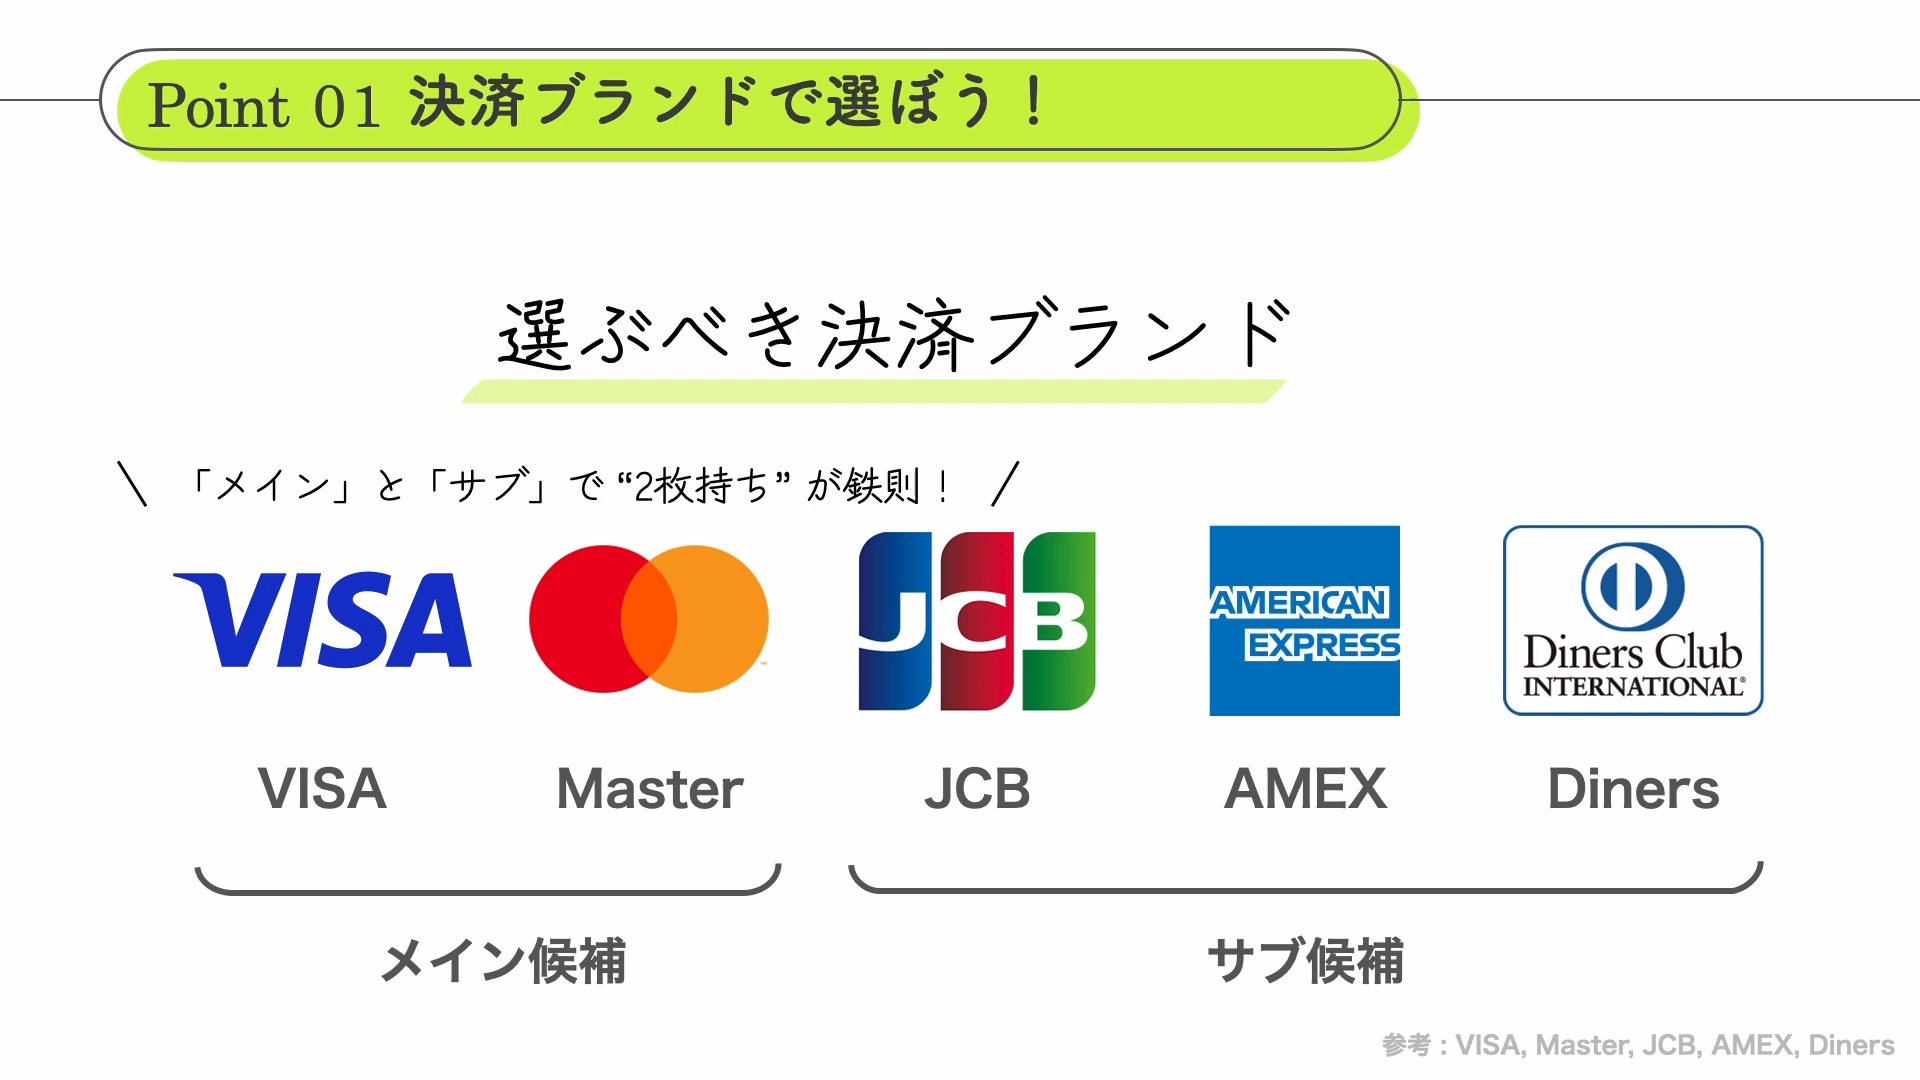 Point 01 決済ブランドで選ぼう！
選ぶべき決済ブランド
「メイン」と「サブ」で “2枚持ち” が鉄則！
VISA
JCB
AMERICAN
EXPRESS
Diners Club
INTERNATIONAL®
VISA Master JCB AMEX Diners
メイン候補 サブ候補
参考：VISA, Master, JCB, AMEX, Diners